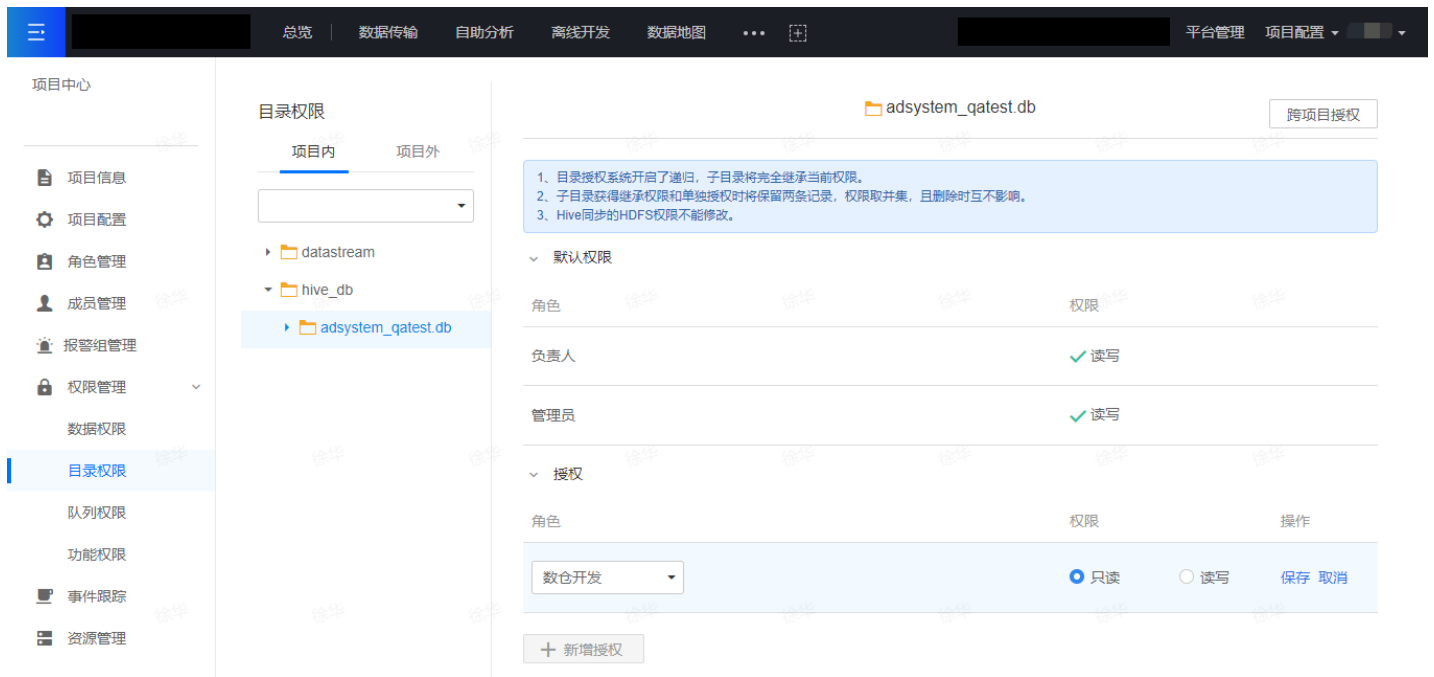 总览 数据传输 自助分析 离线开发 数据地图 ••• 平台管理 项目配置
项目中心
项目信息
项目配置
角色管理
成员管理
报警组管理
权限管理
数据权限
目录权限
队列权限
功能权限
事件跟踪
资源管理
目录权限
项目内 项目外
datastream
hive_db
adsystem_qatest.db
adsystem_qatest.db
跨项目授权
1、目录授权系统开启了递归，子目录将完全继承当前权限。
2、子目录获得继承权限和单独授权时将保留两条记录，权限取并集，且删除时互不影响。
3、Hive同步的HDFS权限不能修改。
默认权限
角色 权限
负责人 读写
管理员 读写
授权
角色 权限 操作
数仓开发 只读 读写 保存 取消
新增授权
徐华